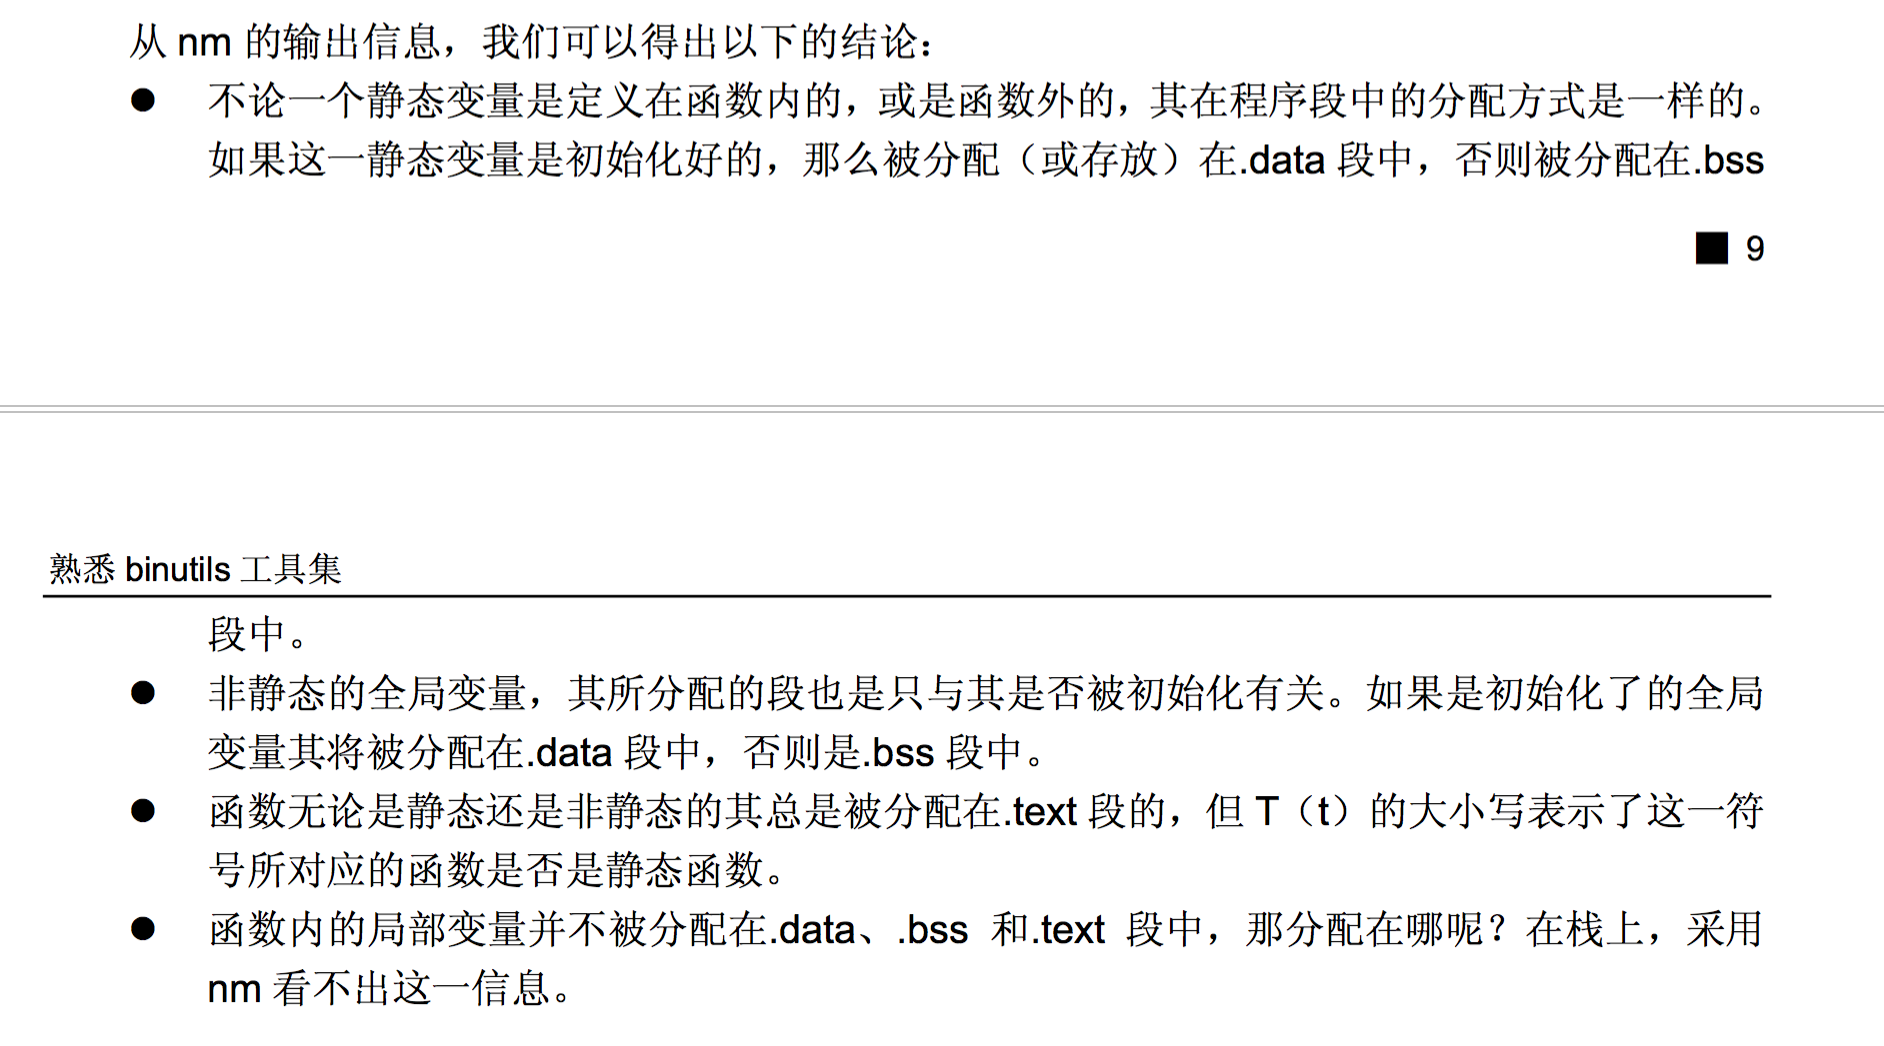 从 nm 的输出信息，我们可以得出以下的结论：
● 不论一个静态变量是定义在函数内的，或是函数外的，其在程序段中的分配方式是一样的。
如果这一静态变量是初始化好的，那么被分配（或存放）在.data 段中，否则被分配在.bss
■ 9
熟悉 binutils 工具集
段中。
● 非静态的全局变量，其所分配的段也是只与其是否被初始化有关。如果是初始化了的全局
变量其将被分配在.data 段中，否则是.bss 段中。
● 函数无论是静态还是非静态的其总是被分配在.text 段的，但 T（t）的大小写表示了这一符
号所对应的函数是否是静态函数。
● 函数内的局部变量并不被分配在.data、.bss 和.text 段中，那分配在哪呢？在栈上，采用
nm 看不出这一信息。